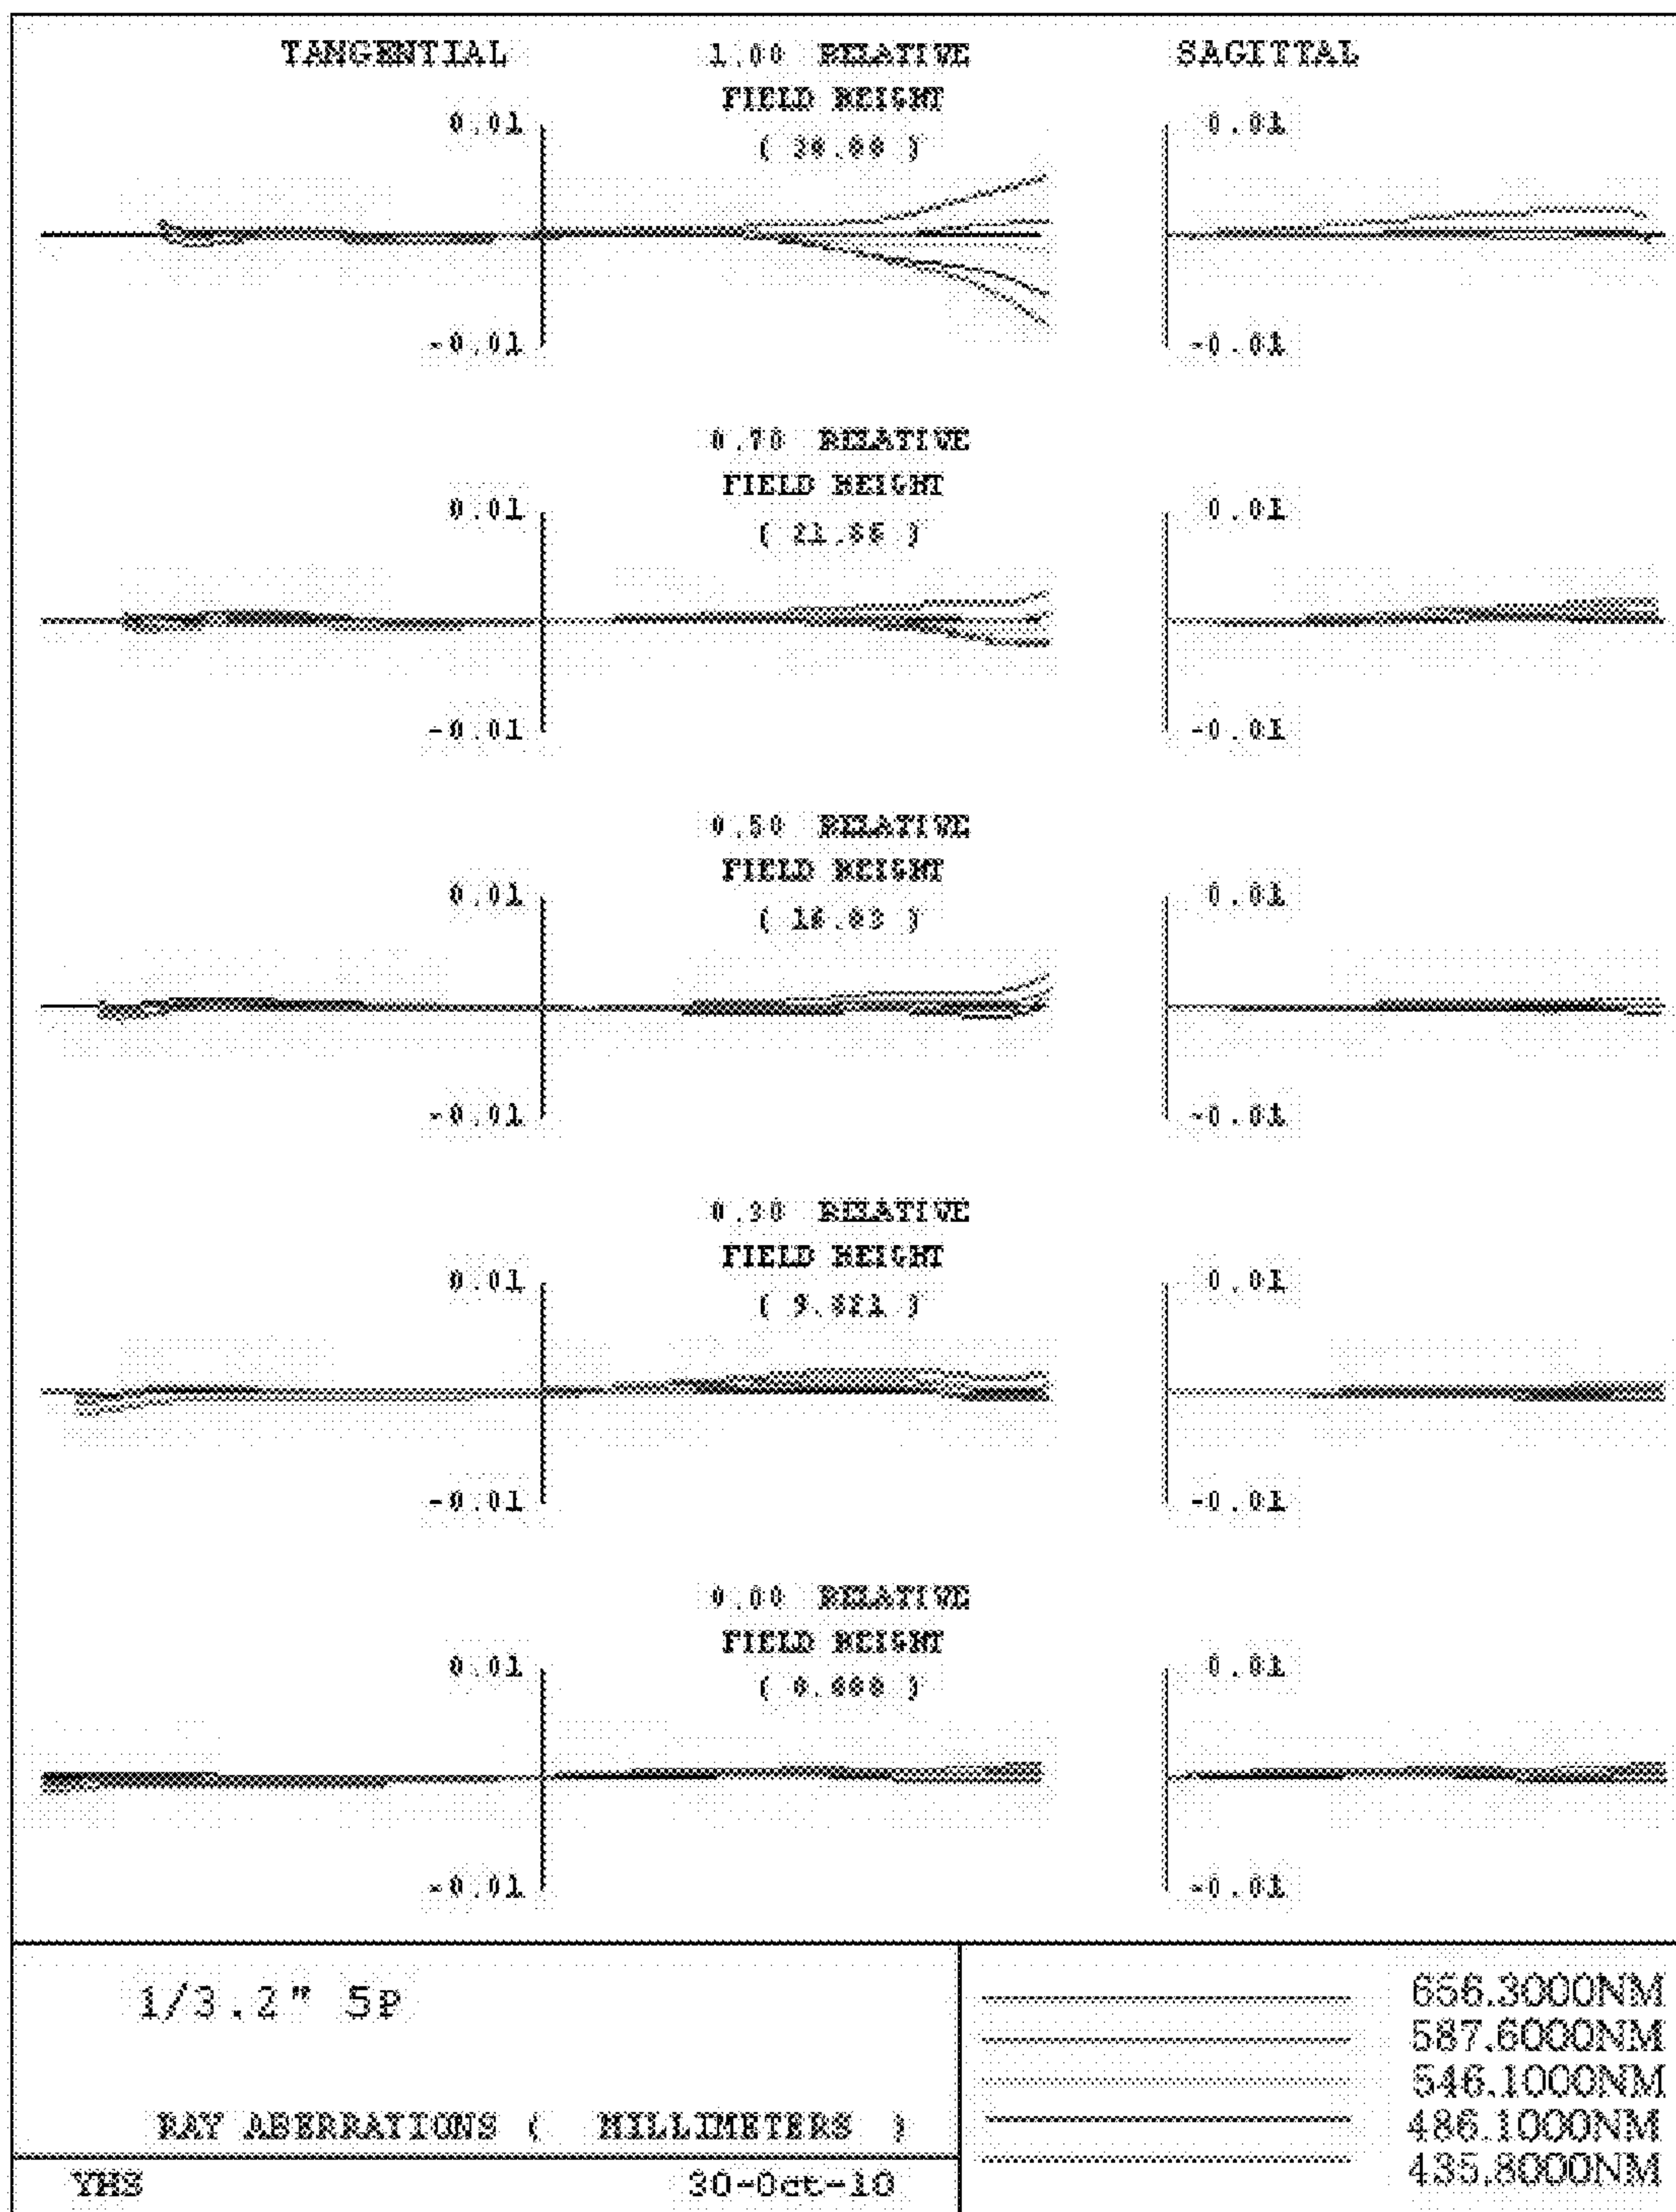 TANGENTIAL 1.00 RELATIVE SAGITTAL
FIELD HEIGHT
0.01 0.01
-0.01 -0.01
0.70 RELATIVE
FIELD HEIGHT
0.01 0.01
-0.01 -0.01
0.50 RELATIVE
FIELD HEIGHT
0.01 0.01
-0.01 -0.01
0.30 RELATIVE
FIELD HEIGHT
0.01 0.01
-0.01 -0.01
0.00 RELATIVE
FIELD HEIGHT
0.01 0.01
-0.01 -0.01
1/3.2" 5P
RAY ABERRATIONS ( MILLIMETERS )
YHS 30-Oct-10
656.3000NM
587.6000NM
546.1000NM
486.1000NM
435.8000NM